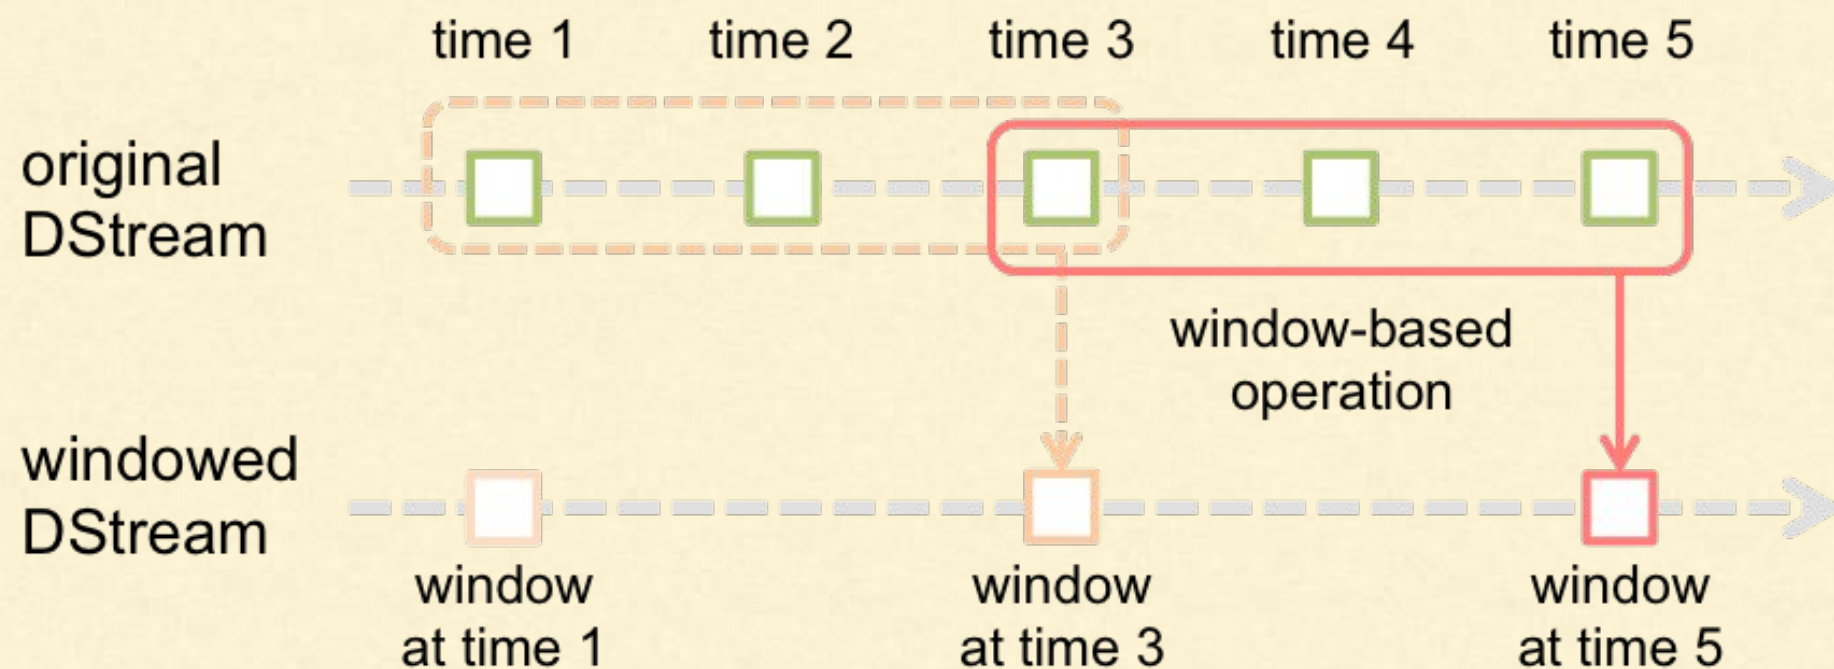 time 1 time 2 time 3 time 4 time 5
original
DStream
window-based
operation
windowed
DStream
window window window
at time 1 at time 3 at time 5